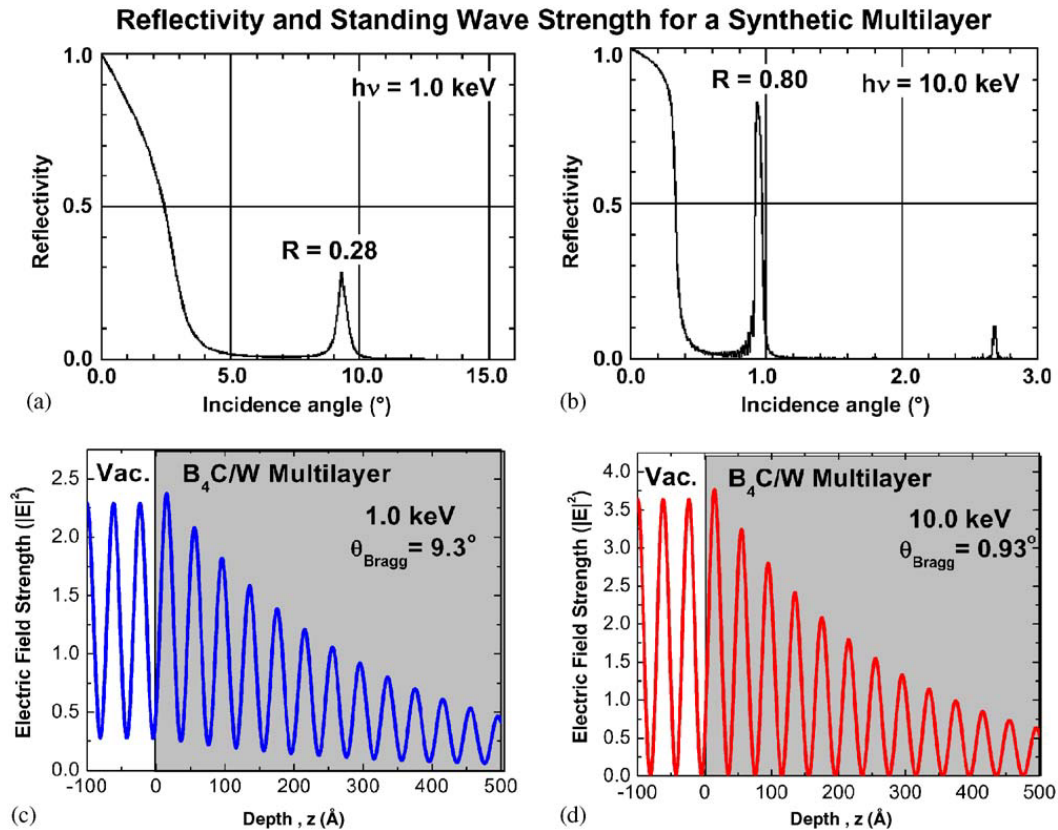 Reflectivity and Standing Wave Strength for a Synthetic Multilayer
1.0
0.5
0.0
Reflectivity
hν = 1.0 keV
R = 0.28
0.0 5.0 10.0 15.0
Incidence angle (°)
(a)
1.0
0.5
0.0
Reflectivity
R = 0.80
hν = 10.0 keV
0.0 1.0 2.0 3.0
Incidence angle (°)
(b)
2.5
2.0
1.5
1.0
0.5
0.0
Electric Field Strength (|E|²)
Vac.
B₄C/W Multilayer
1.0 keV
θBragg = 9.3°
-100 0 100 200 300 400 500
Depth , z (Å)
(c)
4.0
3.5
3.0
2.5
2.0
1.5
1.0
0.5
0.0
Electric Field Strength (|E|²)
Vac.
B₄C/W Multilayer
10.0 keV
θBragg = 0.93°
-100 0 100 200 300 400 500
Depth , z (Å)
(d)